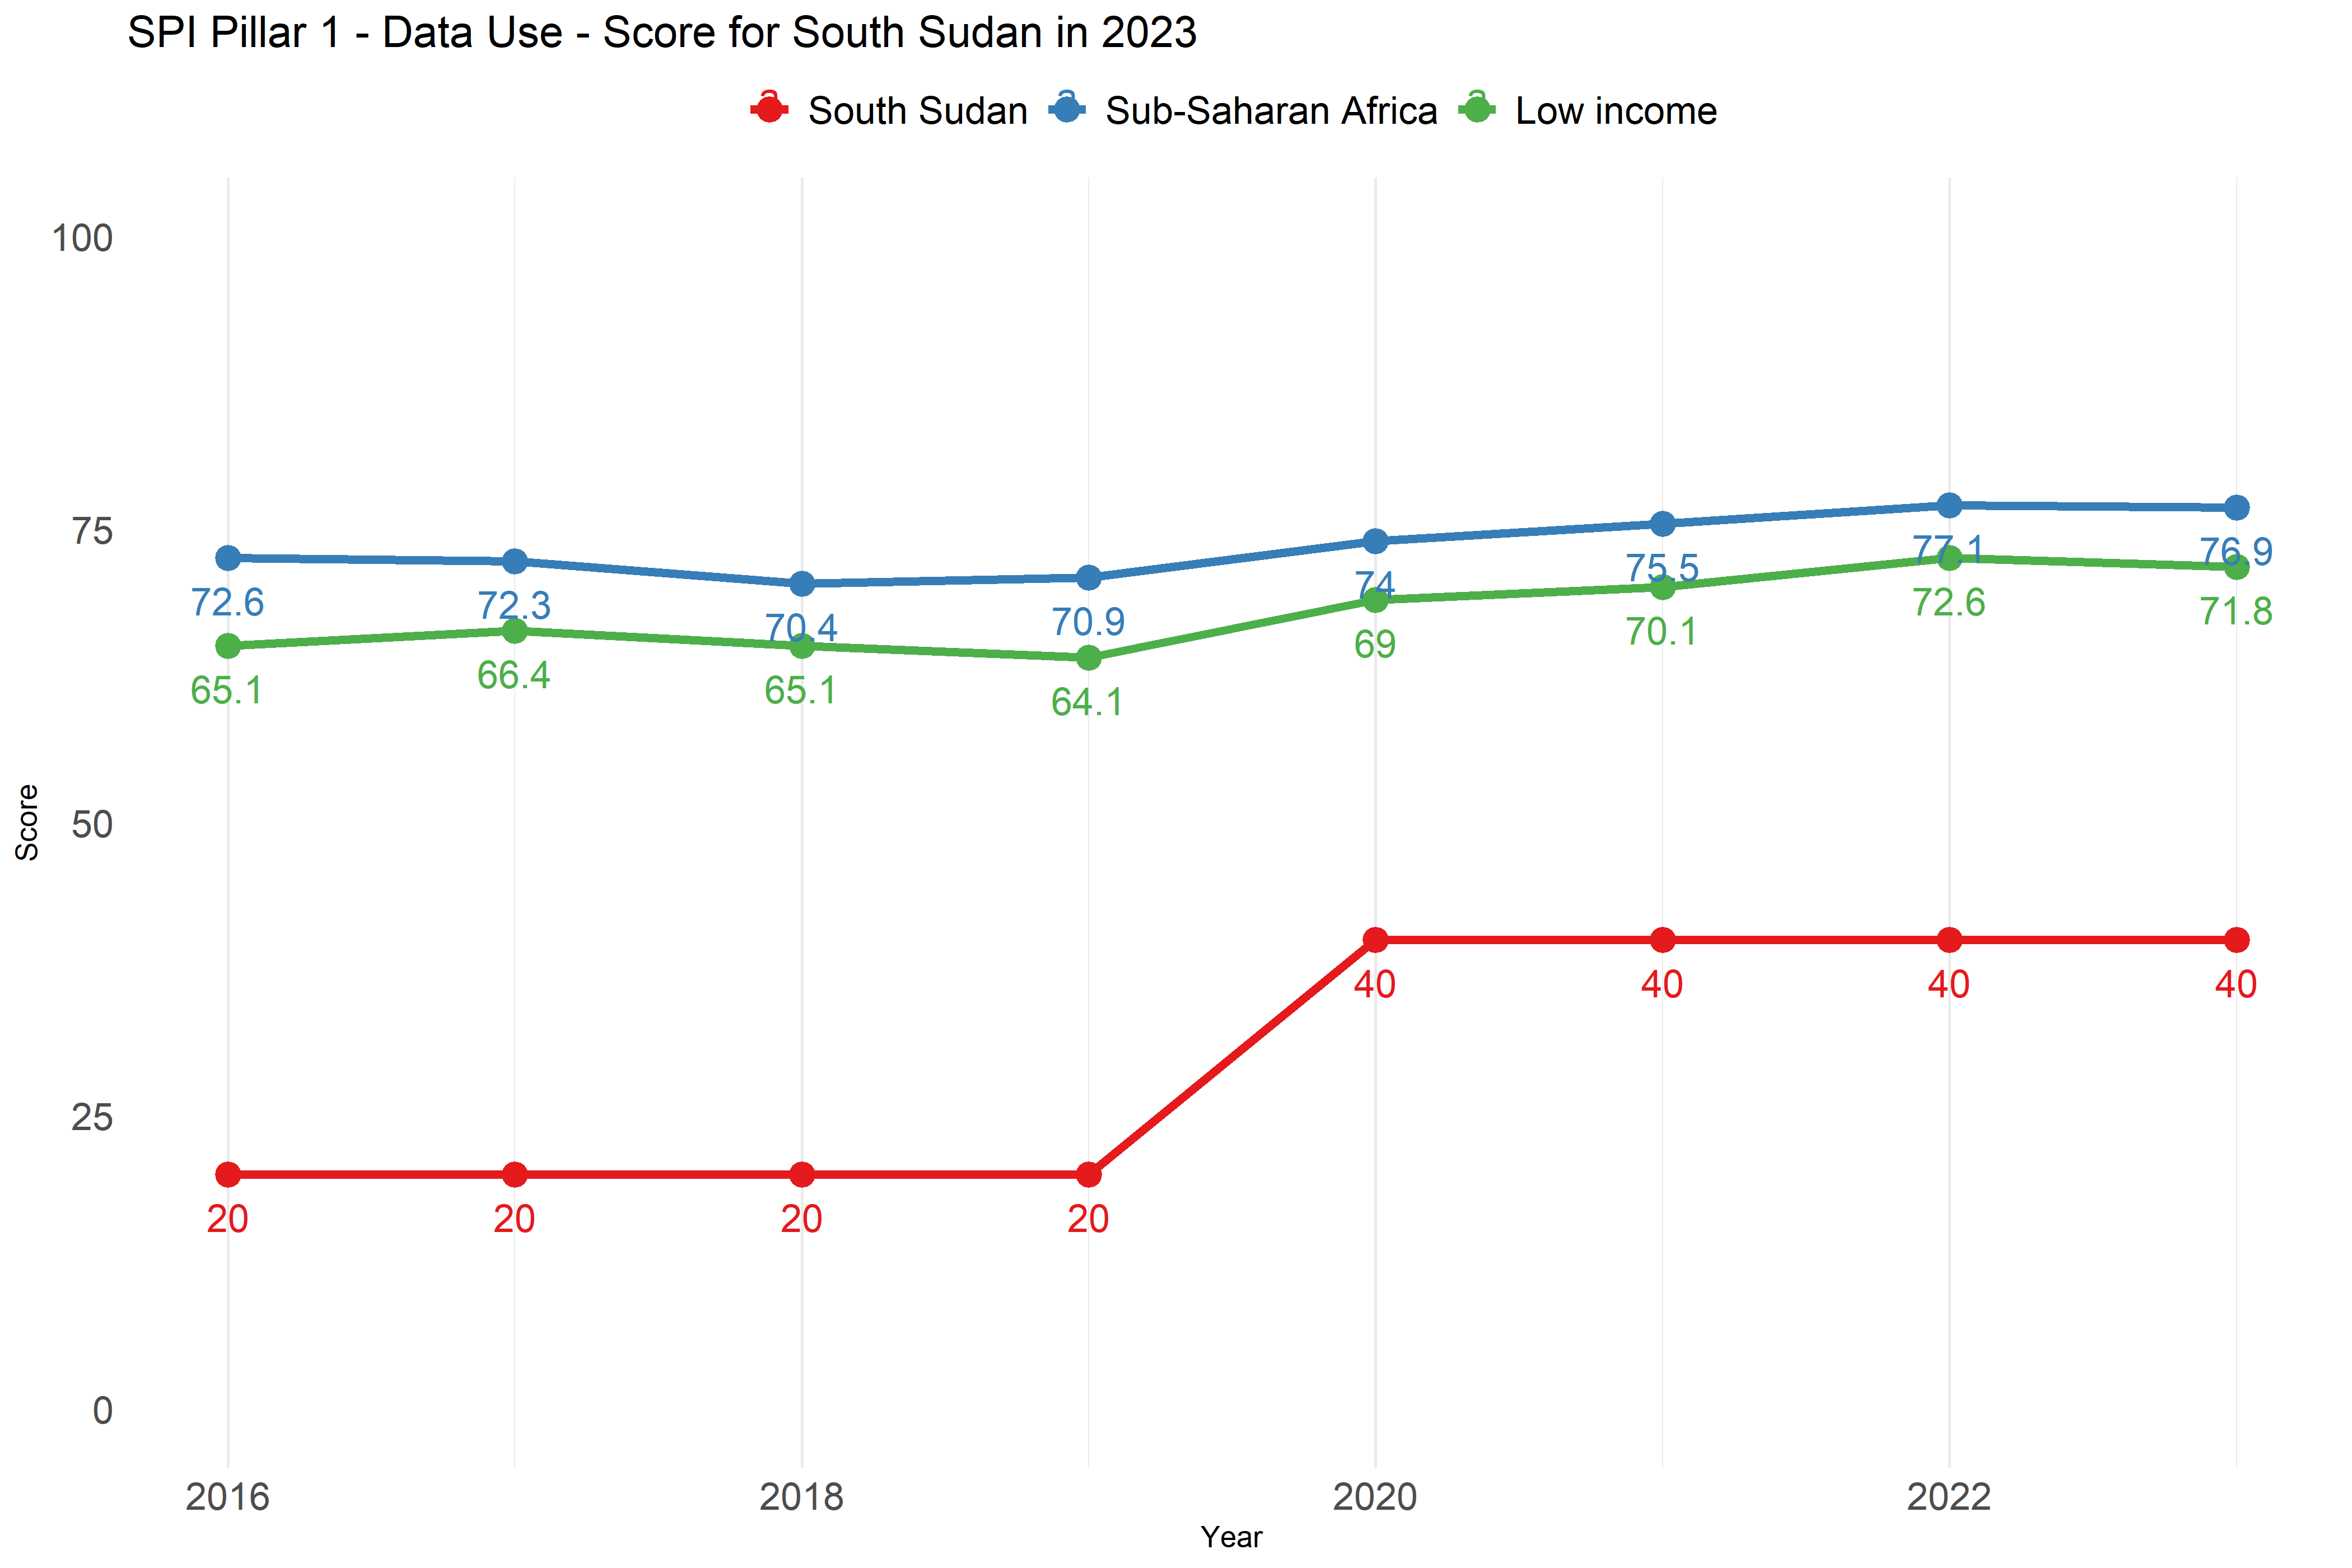 SPI Pillar 1 - Data Use - Score for South Sudan in 2023
South Sudan Sub-Saharan Africa Low income
100
75
50
25
0
Score
72.6 72.3 70.4 70.9 74 75.5 77.1 76.9
65.1 66.4 65.1 64.1 69 70.1 72.6 71.8
40 40 40 40
20 20 20 20
2016 2018 2020 2022
Year